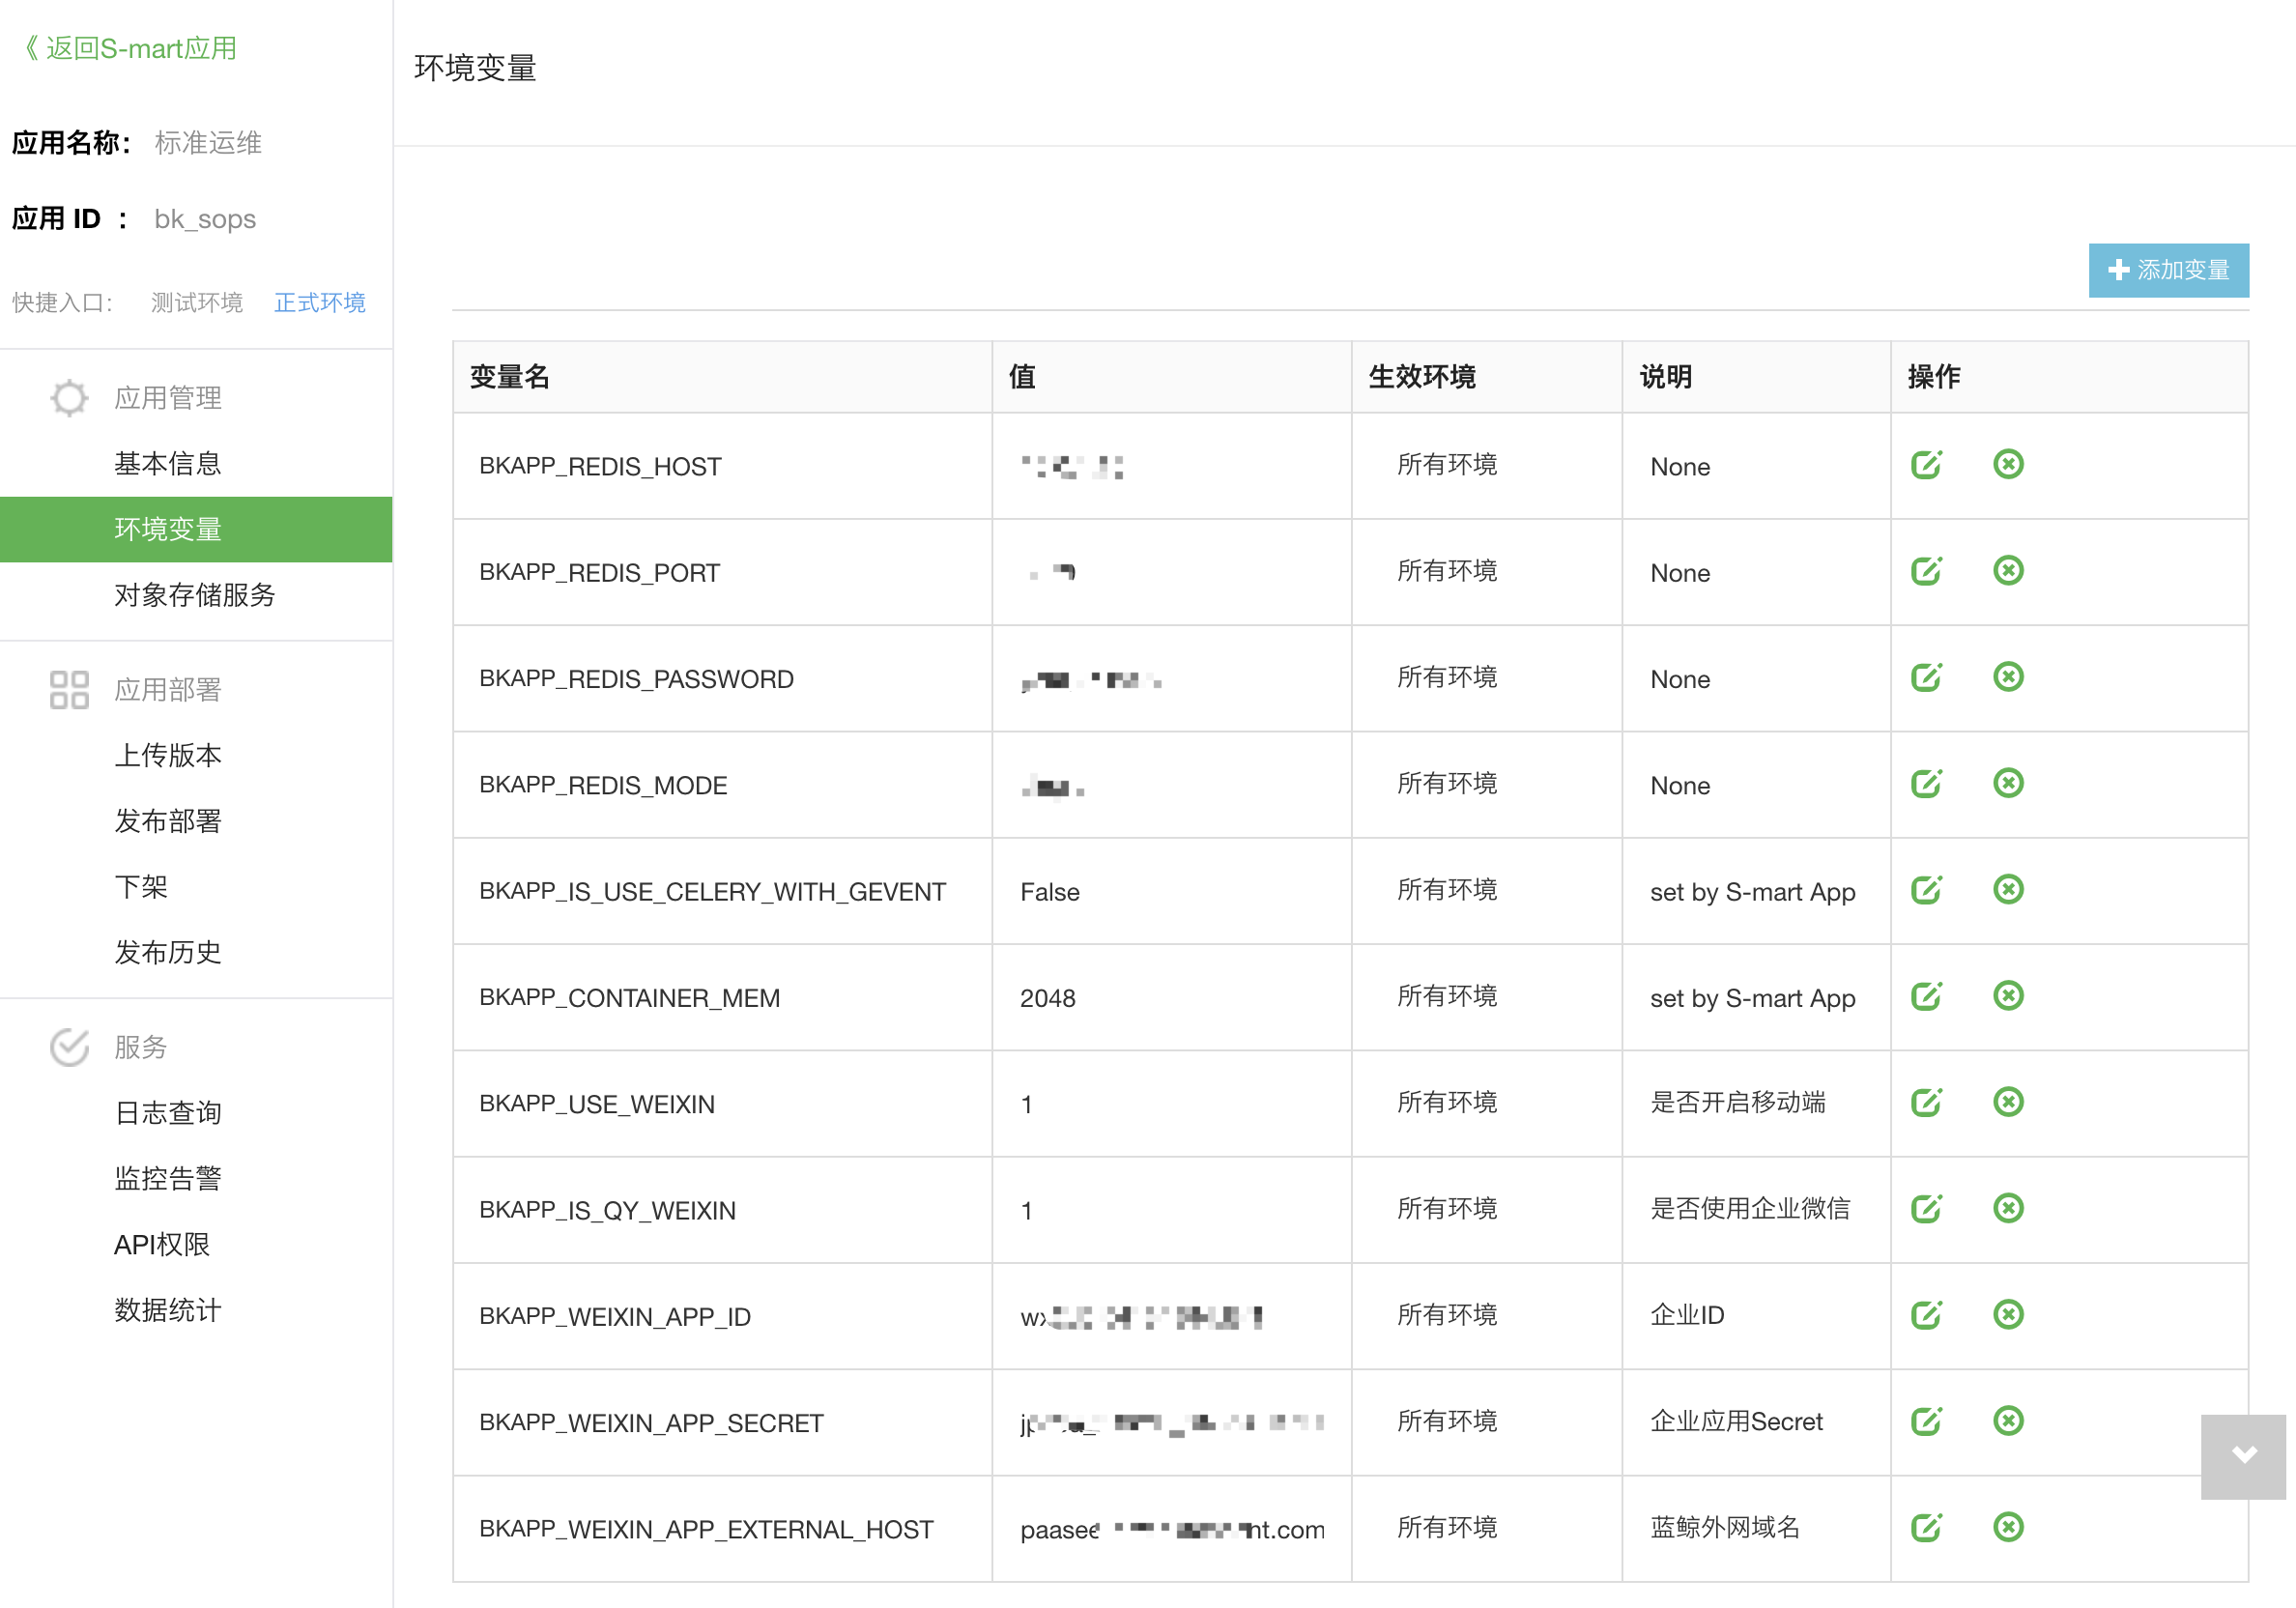 《 返回S-mart应用
应用名称： 标准运维
应用 ID ： bk_sops
快捷入口： 测试环境 正式环境
应用管理
基本信息
环境变量
对象存储服务
应用部署
上传版本
发布部署
下架
发布历史
服务
日志查询
监控告警
API权限
数据统计
环境变量
添加变量
变量名 值 生效环境 说明 操作
BKAPP_REDIS_HOST 所有环境 None
BKAPP_REDIS_PORT 所有环境 None
BKAPP_REDIS_PASSWORD 所有环境 None
BKAPP_REDIS_MODE 所有环境 None
BKAPP_IS_USE_CELERY_WITH_GEVENT False 所有环境 set by S-mart App
BKAPP_CONTAINER_MEM 2048 所有环境 set by S-mart App
BKAPP_USE_WEIXIN 1 所有环境 是否开启移动端
BKAPP_IS_QY_WEIXIN 1 所有环境 是否使用企业微信
BKAPP_WEIXIN_APP_ID 所有环境 企业ID
BKAPP_WEIXIN_APP_SECRET 所有环境 企业应用Secret
BKAPP_WEIXIN_APP_EXTERNAL_HOST 所有环境 蓝鲸外网域名